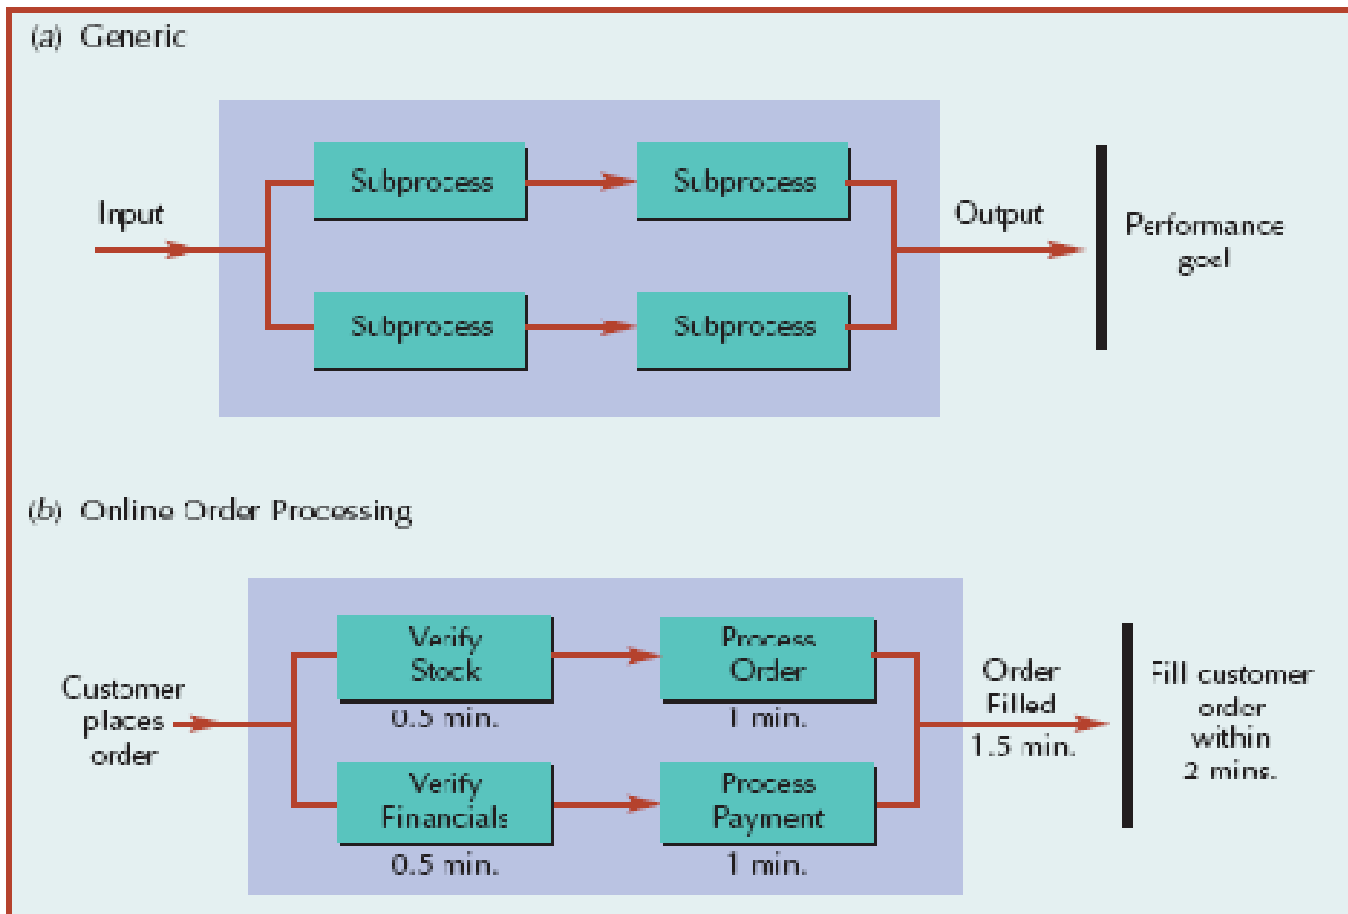 (a) Generic
Subprocess
Subprocess
Input
Output
Performance
goal
Subprocess
Subprocess
(b) Online Order Processing
Verify
Stock
0.5 min.
Process
Order
1 min.
Customer
places
order
Order
Filled
1.5 min.
Fill customer
order
within
2 mins.
Verify
Financials
0.5 min.
Process
Payment
1 min.